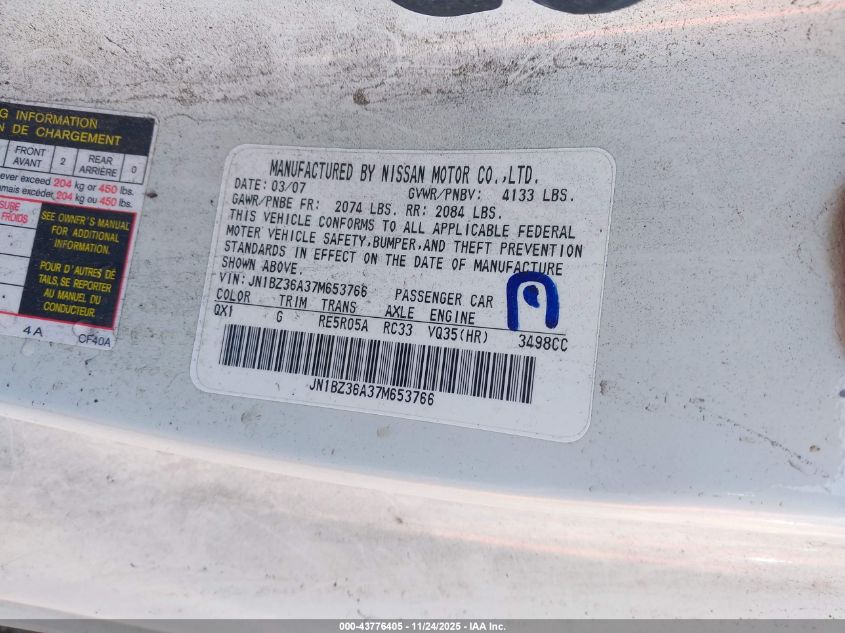 G INFORMATION
N DE CHARGEMENT
FRONT AVANT 2 REAR ARRIÈRE 0
ever exceed 204 kg or 450 lbs.
mais excéder 204 kg ou 450 lbs.
SURE
FROIDS
SEE OWNER'S MANUAL
FOR ADDITIONAL
INFORMATION.
POUR D'AUTRES DÉ
TAILS, SE REPORTER
AU MANUEL DU
CONDUCTEUR.
4A CF40A
MANUFACTURED BY NISSAN MOTOR CO.,LTD.
DATE: 03/07 GVWR/PNBV: 4133 LBS.
GAWR/PNBE FR: 2074 LBS. RR: 2084 LBS.
THIS VEHICLE CONFORMS TO ALL APPLICABLE FEDERAL
MOTER VEHICLE SAFETY,BUMPER,AND THEFT PREVENTION
STANDARDS IN EFFECT ON THE DATE OF MANUFACTURE
SHOWN ABOVE.
VIN: JN1BZ36A37M653766 PASSENGER CAR
COLOR TRIM TRANS AXLE ENGINE
QX1 G RE5R05A RC33 VQ35(HR) 3498CC
JN1BZ36A37M653766
000-43776405 • 11/24/2025 • IAA Inc.